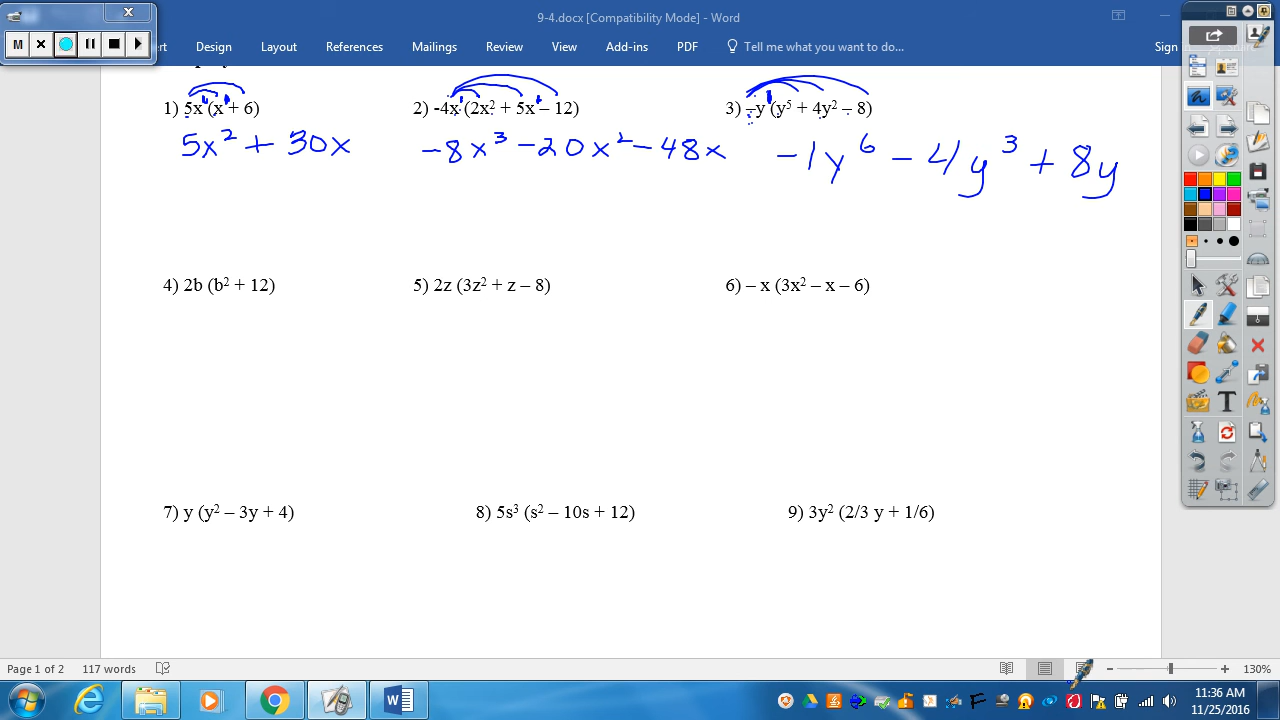 9-4.docx [Compatibility Mode] - Word
M
ert Design Layout References Mailings Review View Add-ins PDF Tell me what you want to do... Sign
1) 5x (x + 6) 2) -4x (2x² + 5x – 12) 3) –y (y⁵ + 4y² – 8)
5x² + 30x -8x³ -20x² -48x -1y⁶ - 4y³ + 8y
4) 2b (b² + 12) 5) 2z (3z² + z – 8) 6) – x (3x² – x – 6)
7) y (y² – 3y + 4) 8) 5s³ (s² – 10s + 12) 9) 3y² (2/3 y + 1/6)
Page 1 of 2 117 words 130%
11:36 AM
11/25/2016